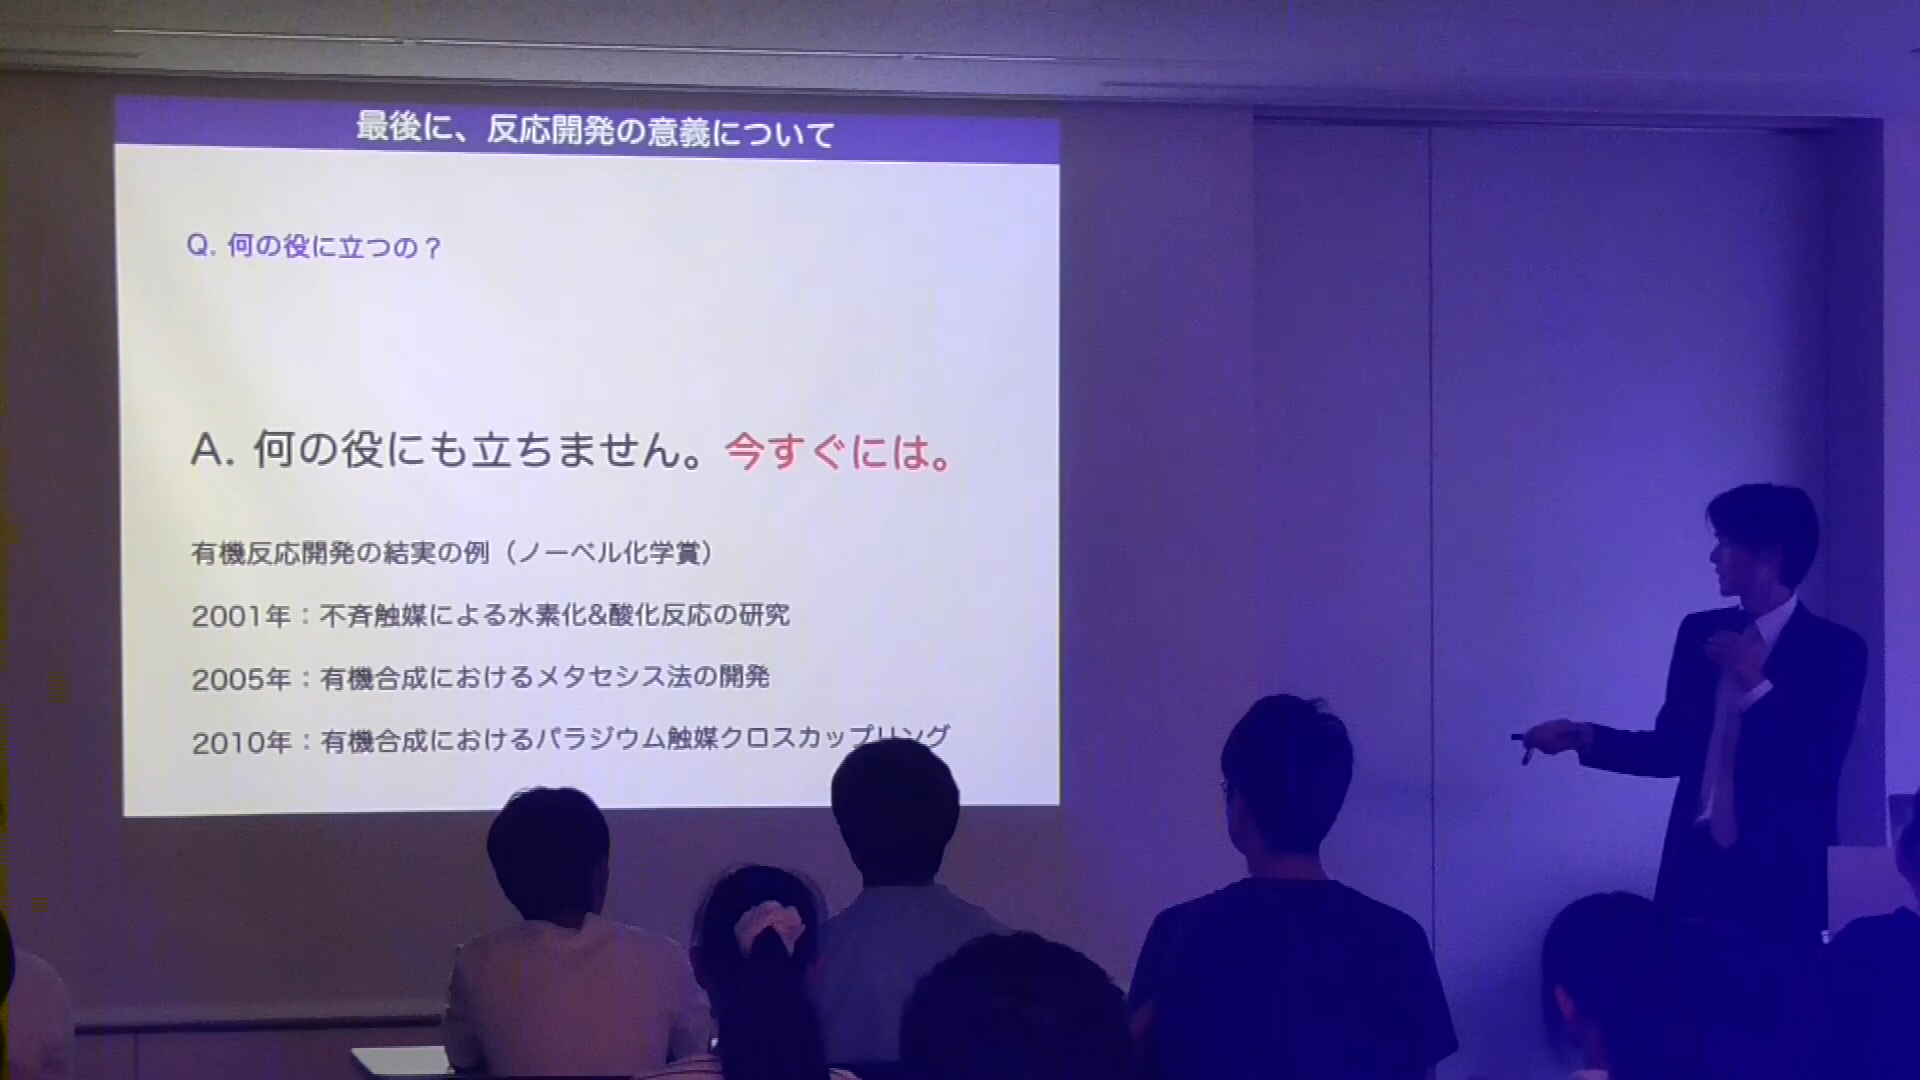 最後に、反応開発の意義について
Q. 何の役に立つの？
A. 何の役にも立ちません。今すぐには。
有機反応開発の結実の例（ノーベル化学賞）
2001年：不斉触媒による水素化&酸化反応の研究
2005年：有機合成におけるメタセシス法の開発
2010年：有機合成におけるパラジウム触媒クロスカップリング